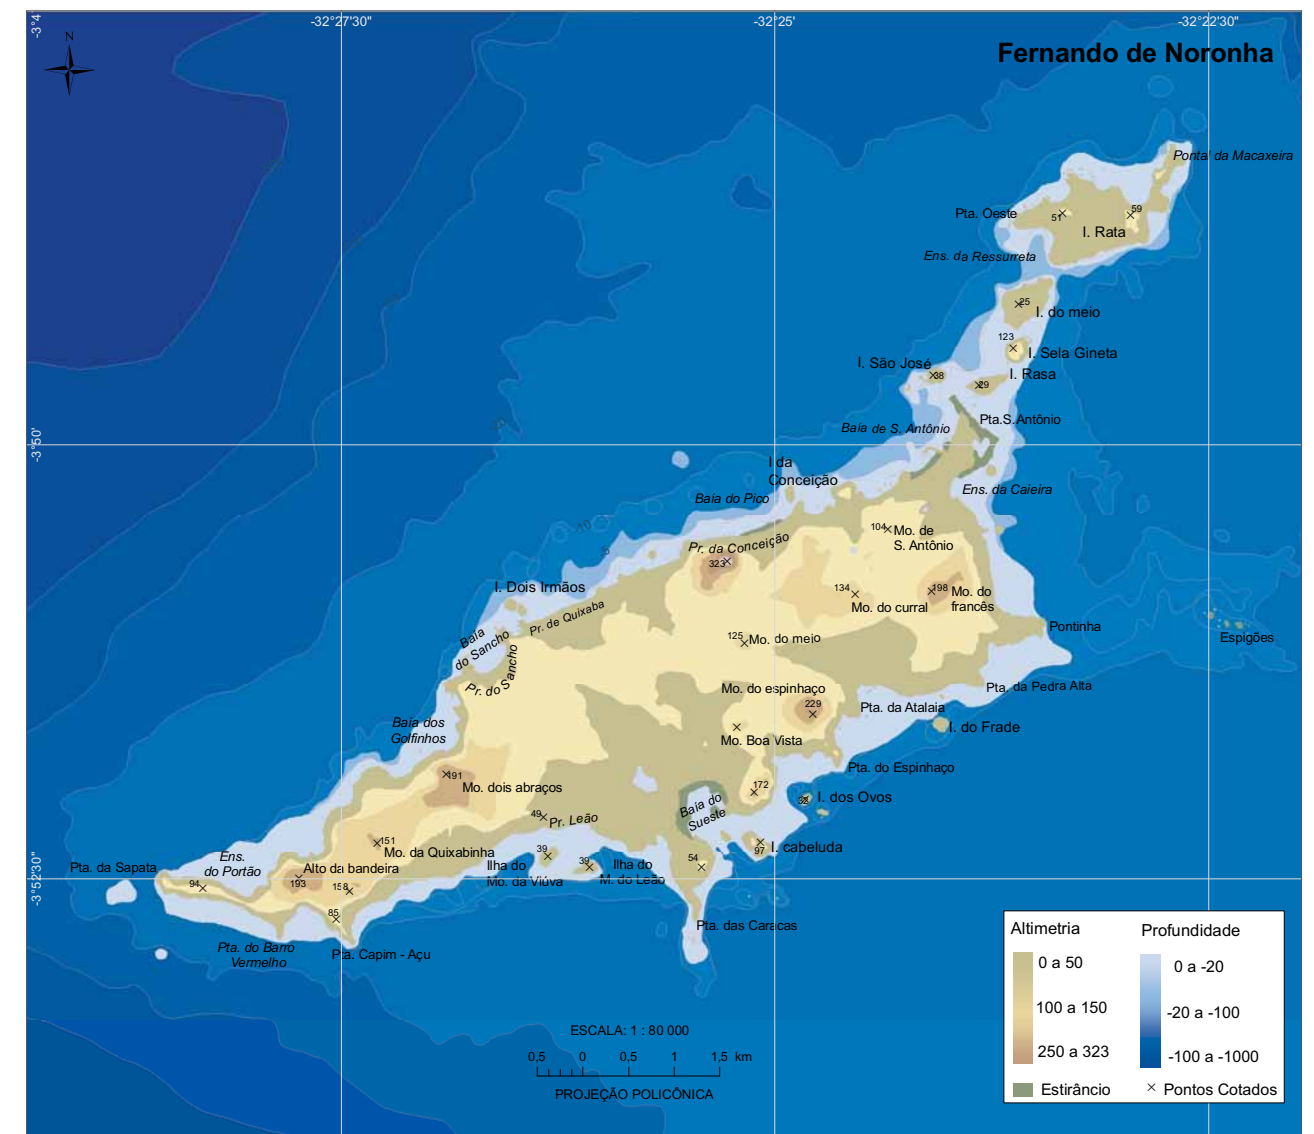 -3°4
-32°27'30"
-32°25'
-32°22'30"
N
Fernando de Noronha
Pontal da Macaxeira
Pta. Oeste
51
59
I. Rata
Ens. da Ressurreta
25
I. do meio
123
I. Sela Gineta
I. São José
38
29
I. Rasa
Pta.S.Antônio
Baía de S. Antônio
-3°50'
I da
Conceição
Baía do Pico
Ens. da Caieira
-10
104
Mo. de
S. Antônio
Pr. da Conceição
323
I. Dois Irmãos
134
Mo. do curral
198
Mo. do
francês
Pr. de Quixaba
Baía
do Sancho
Pr. do Sancho
125
Mo. do meio
Pontinha
Espigões
Mo. do espinhaço
229
Pta. da Pedra Alta
Pta. da Atalaia
I. do Frade
Baía dos
Golfinhos
Mo. Boa Vista
Pta. do Espinhaço
191
Mo. dois abraços
172
Baía do
Sueste
32
I. dos Ovos
49
Pr. Leão
151
Mo. da Quixabinha
97
I. cabeluda
39
Ilha do
Mo. da Viúva
39
Ilha do
M. do Leão
54
Pta. da Sapata
Ens.
do Portão
Alto da bandeira
94
193
158
85
-3°52'30"
Pta. das Caracas
Pta. do Barro
Vermelho
Pta. Capim - Açu
Altimetria
0 a 50
100 a 150
250 a 323
Estirâncio
Profundidade
0 a -20
-20 a -100
-100 a -1000
Pontos Cotados
ESCALA: 1 : 80 000
0,5 0 0,5 1 1,5 km
PROJEÇÃO POLICÔNICA